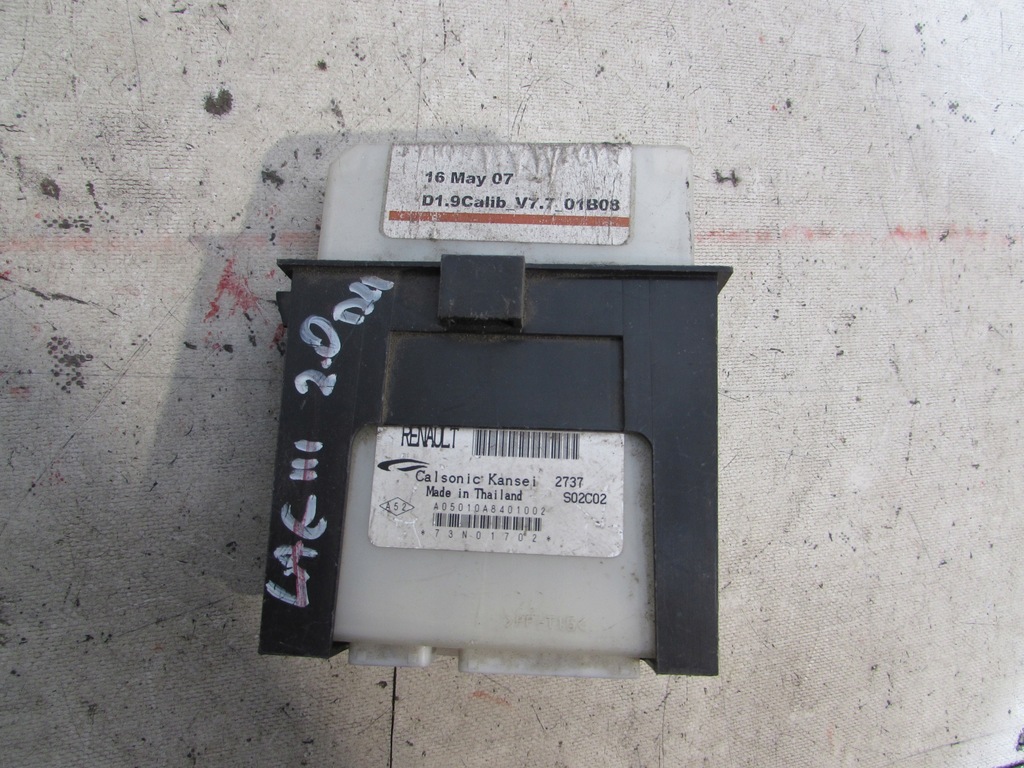 16 May 07
D1.9Calib_V7.7_01B08
LAG III 2.0
RENAULT
Calsonic Kansei 2737
Made in Thailand S02C02
A52
A05010A8401002
*73N01702*